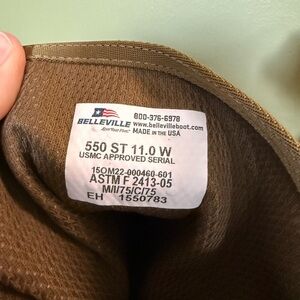 BELLEVILLE
800-376-6978
www.bellevilleboot.com
MADE IN the USA
550 ST 11.0 W
USMC APPROVED SERIAL
15OM22-000460-601
ASTM F 2413-05
M/I/75/C/75
EH 1550783